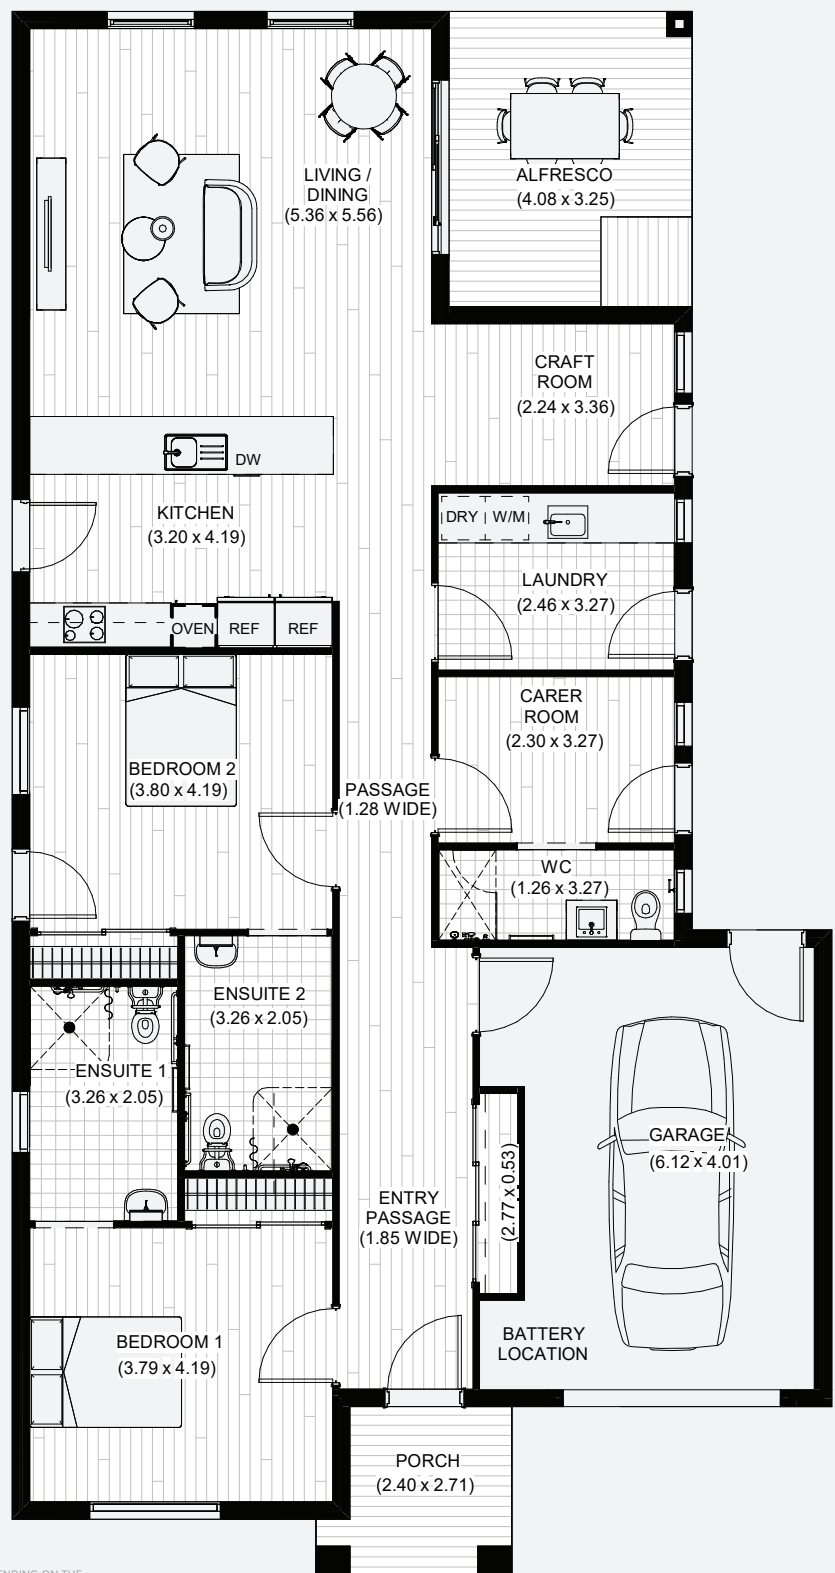 LIVING /
DINING
(5.36 x 5.56)
ALFRESCO
(4.08 x 3.25)
CRAFT
ROOM
(2.24 x 3.36)
DW
KITCHEN
(3.20 x 4.19)
DRY
W/M
LAUNDRY
(2.46 x 3.27)
OVEN
REF
REF
CARER
ROOM
(2.30 x 3.27)
BEDROOM 2
(3.80 x 4.19)
PASSAGE
(1.28 WIDE)
WC
(1.26 x 3.27)
ENSUITE 2
(3.26 x 2.05)
ENSUITE 1
(3.26 x 2.05)
GARAGE
(6.12 x 4.01)
(2.77 x 0.53)
ENTRY
PASSAGE
(1.85 WIDE)
BATTERY
LOCATION
BEDROOM 1
(3.79 x 4.19)
PORCH
(2.40 x 2.71)